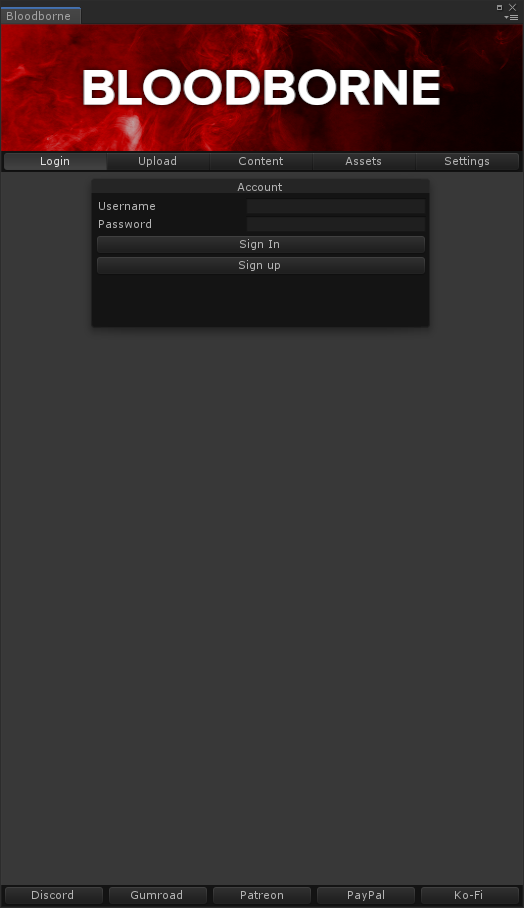 Bloodborne
BLOODBORNE
Login Upload Content Assets Settings
Account
Username
Password
Sign In
Sign up
Discord Gumroad Patreon PayPal Ko-Fi